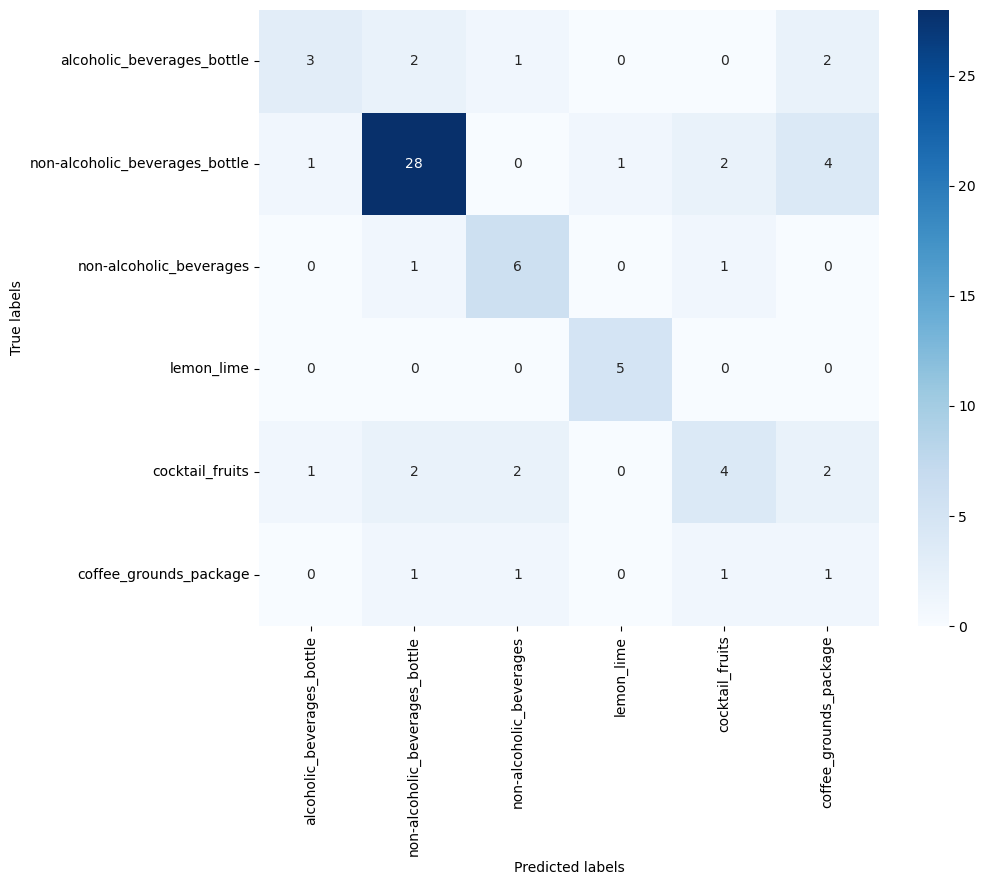 alcoholic_beverages_bottle 3 2 1 0 0 2
non-alcoholic_beverages_bottle 1 28 0 1 2 4
non-alcoholic_beverages 0 1 6 0 1 0
lemon_lime 0 0 0 5 0 0
cocktail_fruits 1 2 2 0 4 2
coffee_grounds_package 0 1 1 0 1 1
True labels
alcoholic_beverages_bottle
non-alcoholic_beverages_bottle
non-alcoholic_beverages
lemon_lime
cocktail_fruits
coffee_grounds_package
Predicted labels
25
20
15
10
5
0